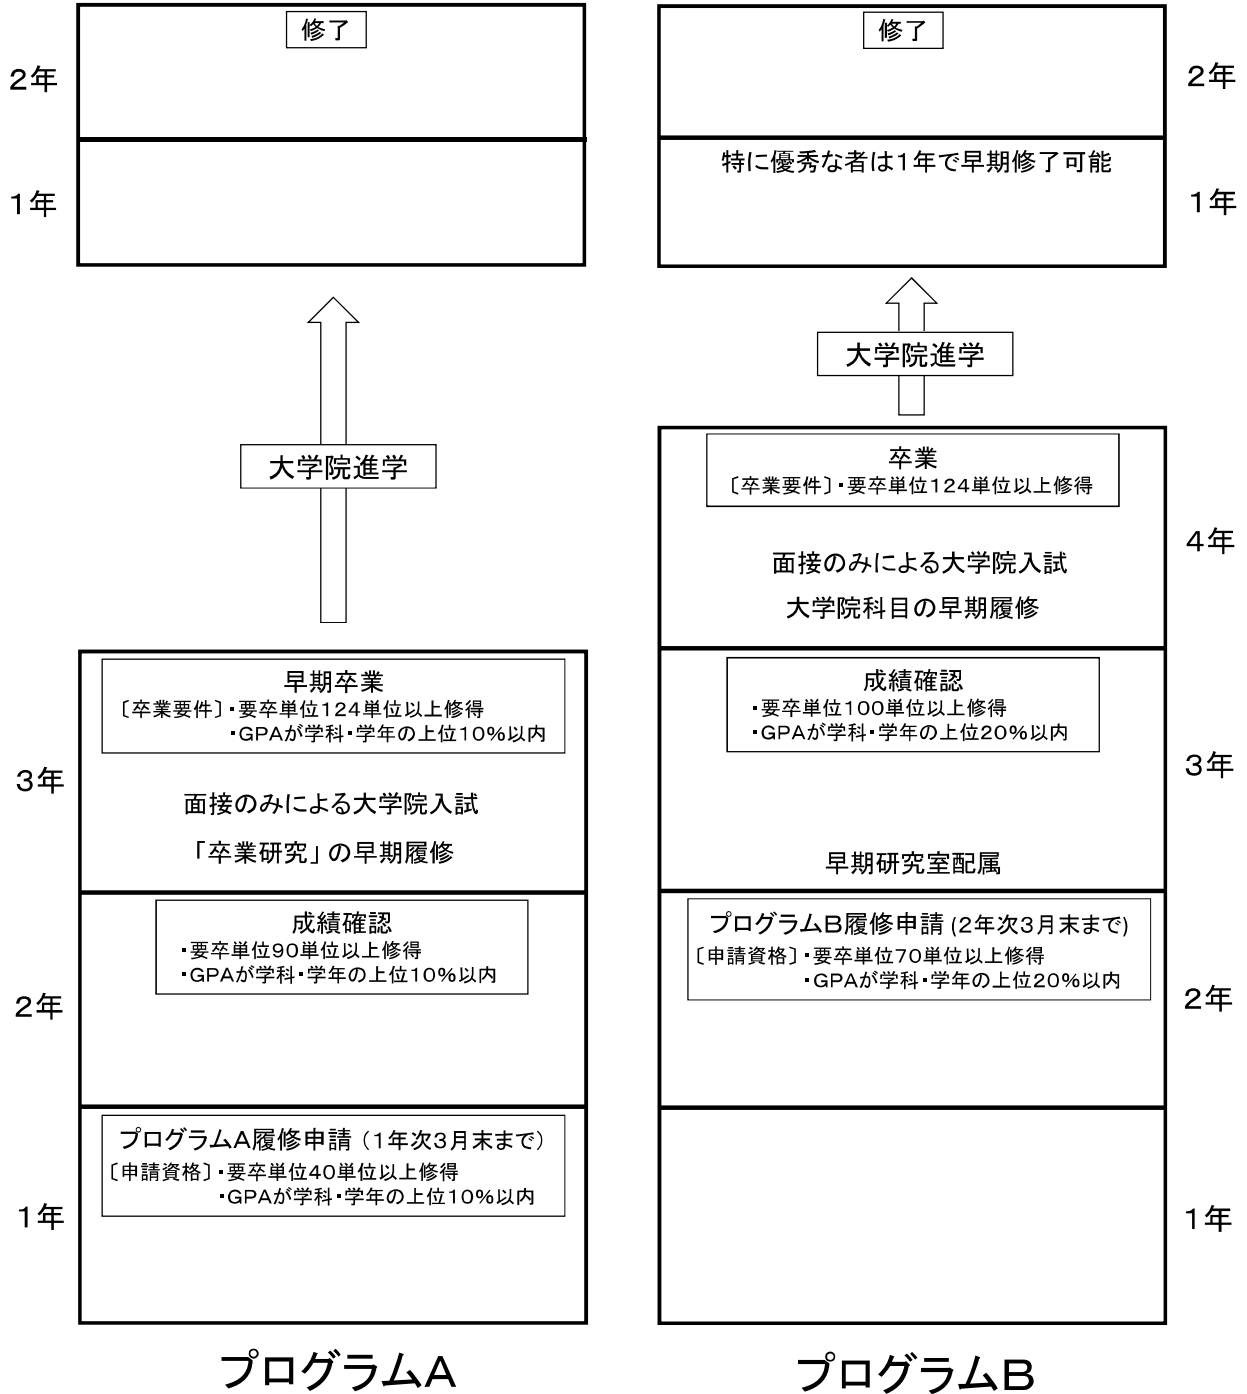 修了
2年
1年
大学院進学
早期卒業
〔卒業要件〕・要卒単位124単位以上修得
・GPAが学科・学年の上位10%以内
3年
面接のみによる大学院入試
「卒業研究」の早期履修
成績確認
・要卒単位90単位以上修得
・GPAが学科・学年の上位10%以内
2年
プログラムA履修申請（1年次3月末まで）
〔申請資格〕・要卒単位40単位以上修得
・GPAが学科・学年の上位10%以内
1年
プログラムA
修了
2年
特に優秀な者は1年で早期修了可能
1年
大学院進学
卒業
〔卒業要件〕・要卒単位124単位以上修得
4年
面接のみによる大学院入試
大学院科目の早期履修
成績確認
・要卒単位100単位以上修得
・GPAが学科・学年の上位20%以内
3年
早期研究室配属
プログラムB履修申請(2年次3月末まで)
〔申請資格〕・要卒単位70単位以上修得
・GPAが学科・学年の上位20%以内
2年
1年
プログラムB